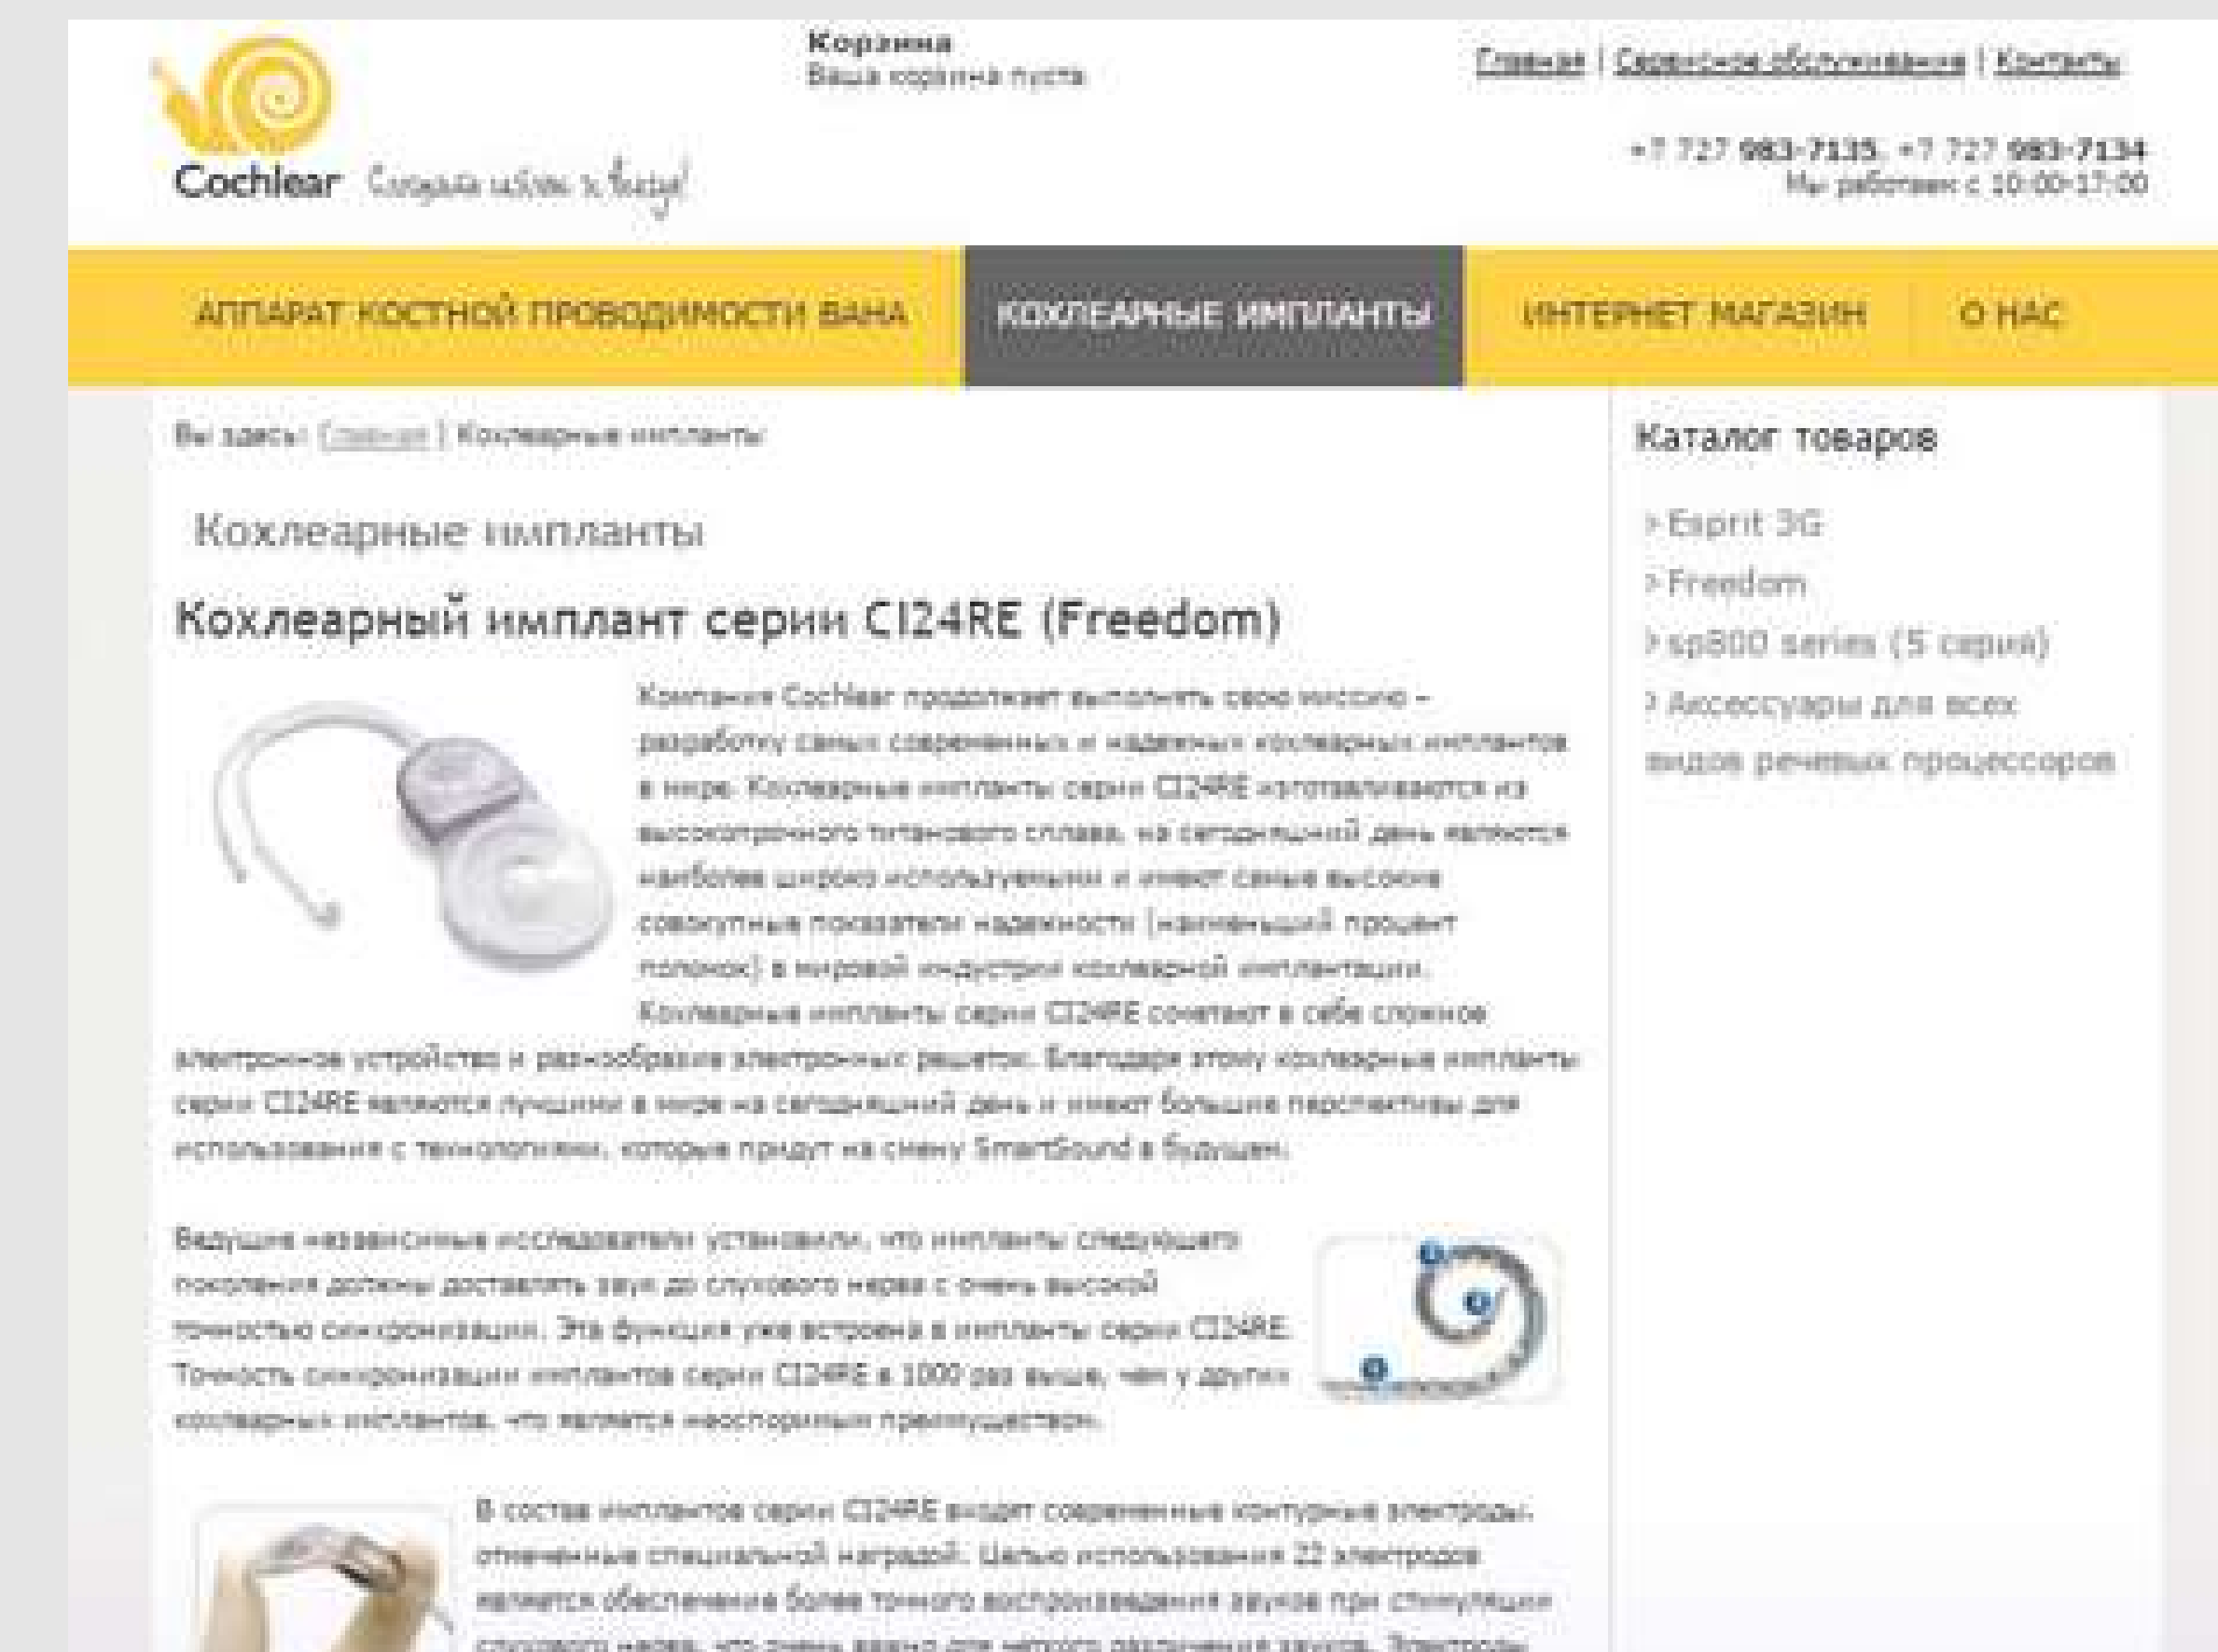 Корзина
Ваша корзина пуста
Главная | Сервисное обслуживание | Контакты
+7 727 983-7135, +7 727 983-7134
Мы работаем с 10:00-17:00
Cochlear
АППАРАТ КОСТНОЙ ПРОВОДИМОСТИ BAHA
КОХЛЕАРНЫЕ ИМПЛАНТЫ
ИНТЕРНЕТ МАГАЗИН
О НАС
Вы здесь: Главная | Кохлеарные импланты
Кохлеарные импланты
Кохлеарный имплант серии CI24RE (Freedom)
Компания Cochlear продолжает выполнять свою миссию –
разработку самых современных и надежных кохлеарных имплантов
в мире. Кохлеарные импланты серии CI24RE изготавливаются из
высокопрочного титанового сплава, на сегодняшний день являются
наиболее широко используемыми и имеют самые высокие
совокупные показатели надежности (наименьший процент
поломок) в мировой индустрии кохлеарной имплантации.
Кохлеарные импланты серии CI24RE сочетают в себе сложное
электронное устройство и разнообразие электронных решеток. Благодаря этому кохлеарные импланты
серии CI24RE являются лучшими в мире на сегодняшний день и имеют большие перспективы для
использования с технологиями, которые придут на смену SmartSound в будущем.
Ведущие независимые исследователи установили, что импланты следующего
поколения должны доставлять звук до слухового нерва с очень высокой
точностью синхронизации. Эта функция уже встроена в импланты серии CI24RE.
Точность синхронизации имплантов серии CI24RE в 1000 раз выше, чем у других
кохлеарных имплантов, что является неоспоримым преимуществом.
В состав имплантов серии CI24RE входят современные контурные электроды,
отмеченные специальной наградой. Целью использования 22 электродов
является обеспечение более точного воспроизведения звуков при стимуляции
слухового нерва, что очень важно для четкого различения звуков. Электроды
Каталог товаров
> Esprit 3G
> Freedom
> sp800 series (5 серия)
> Аксессуары для всех
видов речевых процессоров